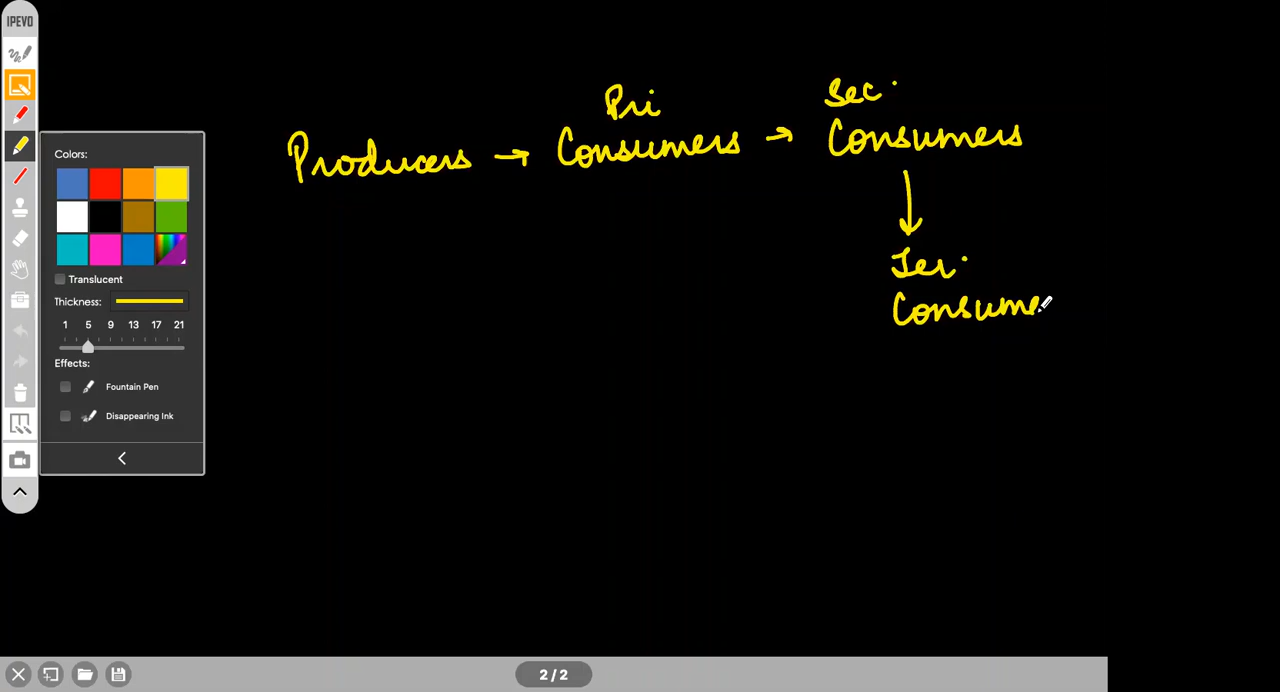 IPEVO
Pri
Sec.
Producers → Consumers → Consumers
Ter.
Consume
Colors:
Translucent
Thickness:
1 5 9 13 17 21
Effects:
Fountain Pen
Disappearing Ink
2 / 2